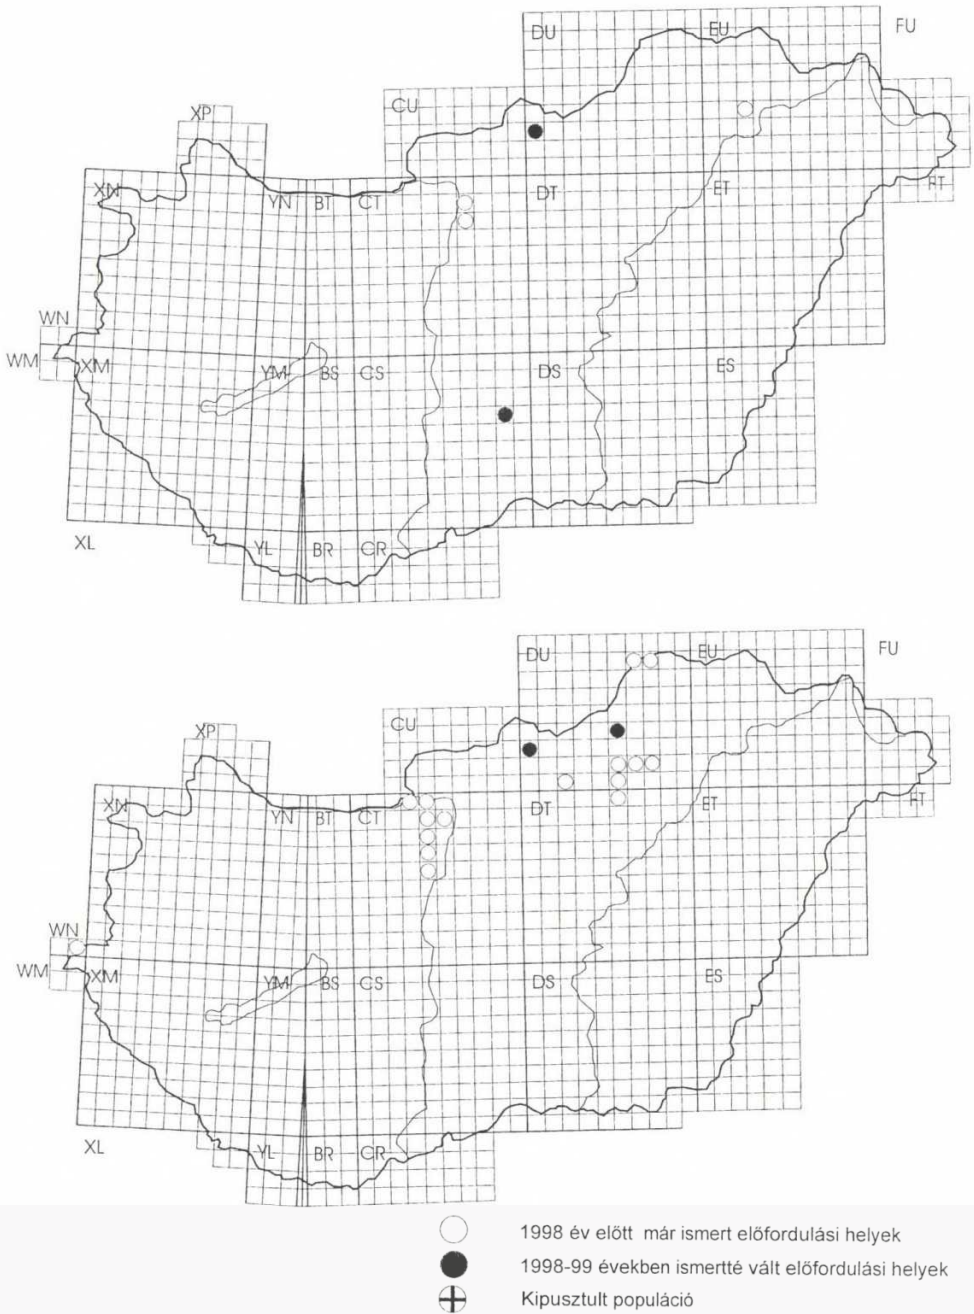 DU EU FU
CU
XP
XN YN BT CT DT ET FT
WN
WM XM YM BS CS DS ES
XL YL BR CR
DU EU FU
CU
XP
XN YN BT CT DT ET FT
WN
WM XM YM BS CS DS ES
XL YL BR CR
1998 év előtt már ismert előfordulási helyek
1998-99 években ismertté vált előfordulási helyek
Kipusztult populáció